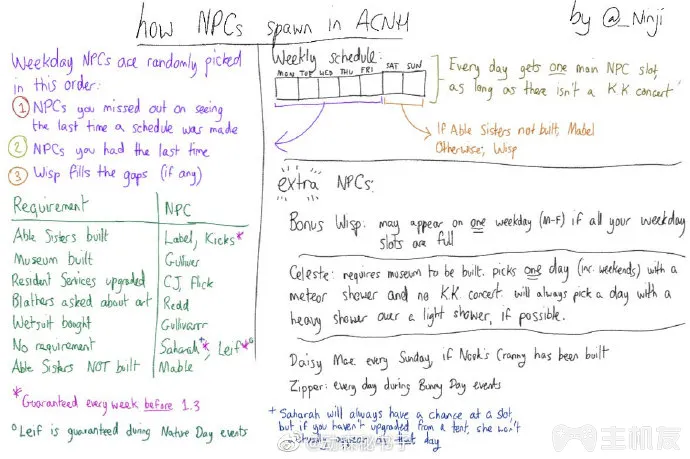 how NPCs spawn in ACNH
by @_Ninji
Weekday NPCs are randomly picked
in this order:
1 NPCs you missed out on seeing
the last time a schedule was made
2 NPCs you had the last time
3 Wisp fills the gaps (if any)
Requirement NPC
Able Sisters built Label, Kicks*
Museum built Gulliver
Resident Services upgraded CJ, Flick
Blathers asked about art Redd
Wetsuit bought Gullivarrr
No requirement Saharah+*, Leif*o
Able Sisters NOT built Mable
* Guaranteed every week before 1.3
o Leif is guaranteed during Nature Day events
Weekly schedule:
MON TUE WED THU FRI SAT SUN
Every day gets one main NPC slot,
as long as there isn't a K.K. concert
If Able Sisters not built, Mabel
Otherwise, Wisp
extra NPCs:
Bonus Wisp: may appear on one weekday (M-F) if all your weekday
slots are full
Celeste: requires museum to be built. picks one day (inc. weekends) with a
meteor shower and no K.K. concert. will always pick a day with a
heavy shower over a light shower, if possible.
Daisy Mae: every Sunday, if Nook's Cranny has been built
Zipper: every day during Bunny Day events
+ Saharah will always have a chance at a slot,
but if you haven't upgraded from a tent, she won't
actually appear on that day
主机友